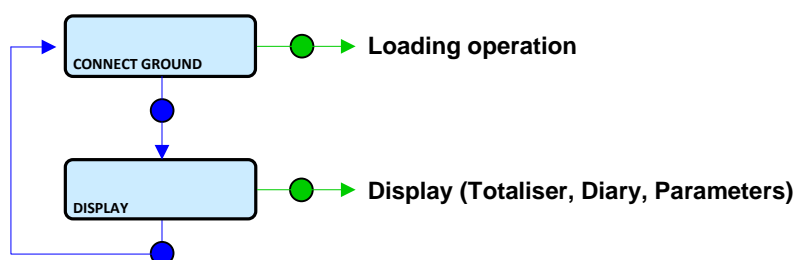 CONNECT GROUND
Loading operation
DISPLAY
Display (Totaliser, Diary, Parameters)